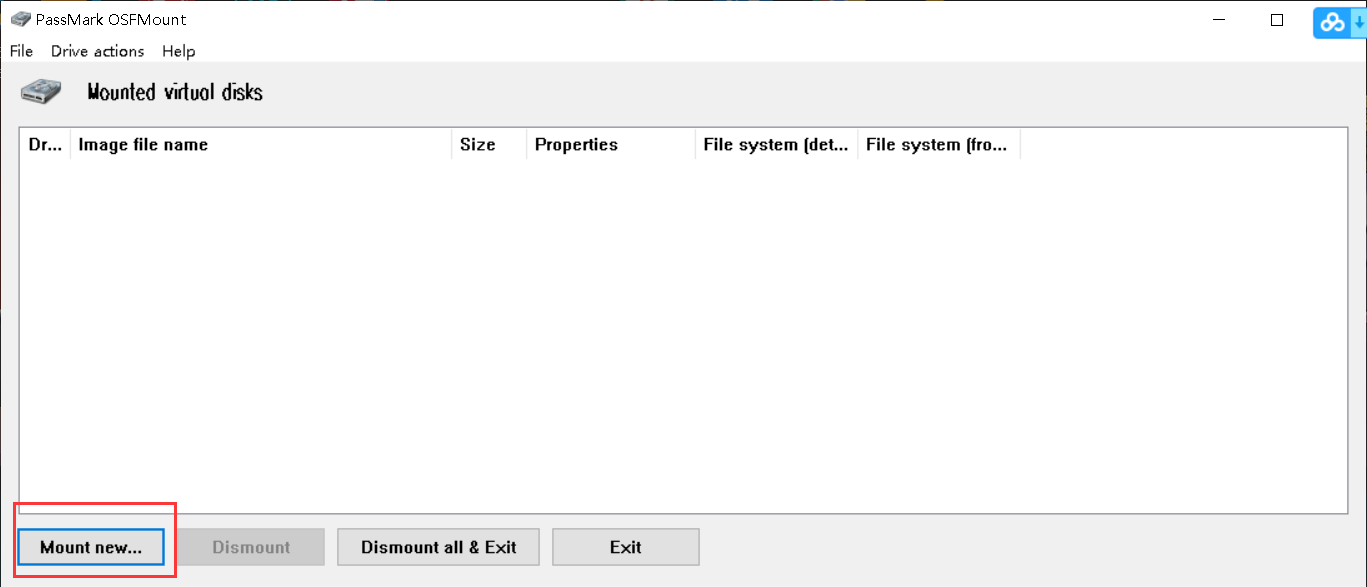 PassMark OSFMount
File Drive actions Help
Mounted virtual disks
Dr... Image file name Size Properties File system (det... File system (fro...
Mount new... Dismount Dismount all & Exit Exit